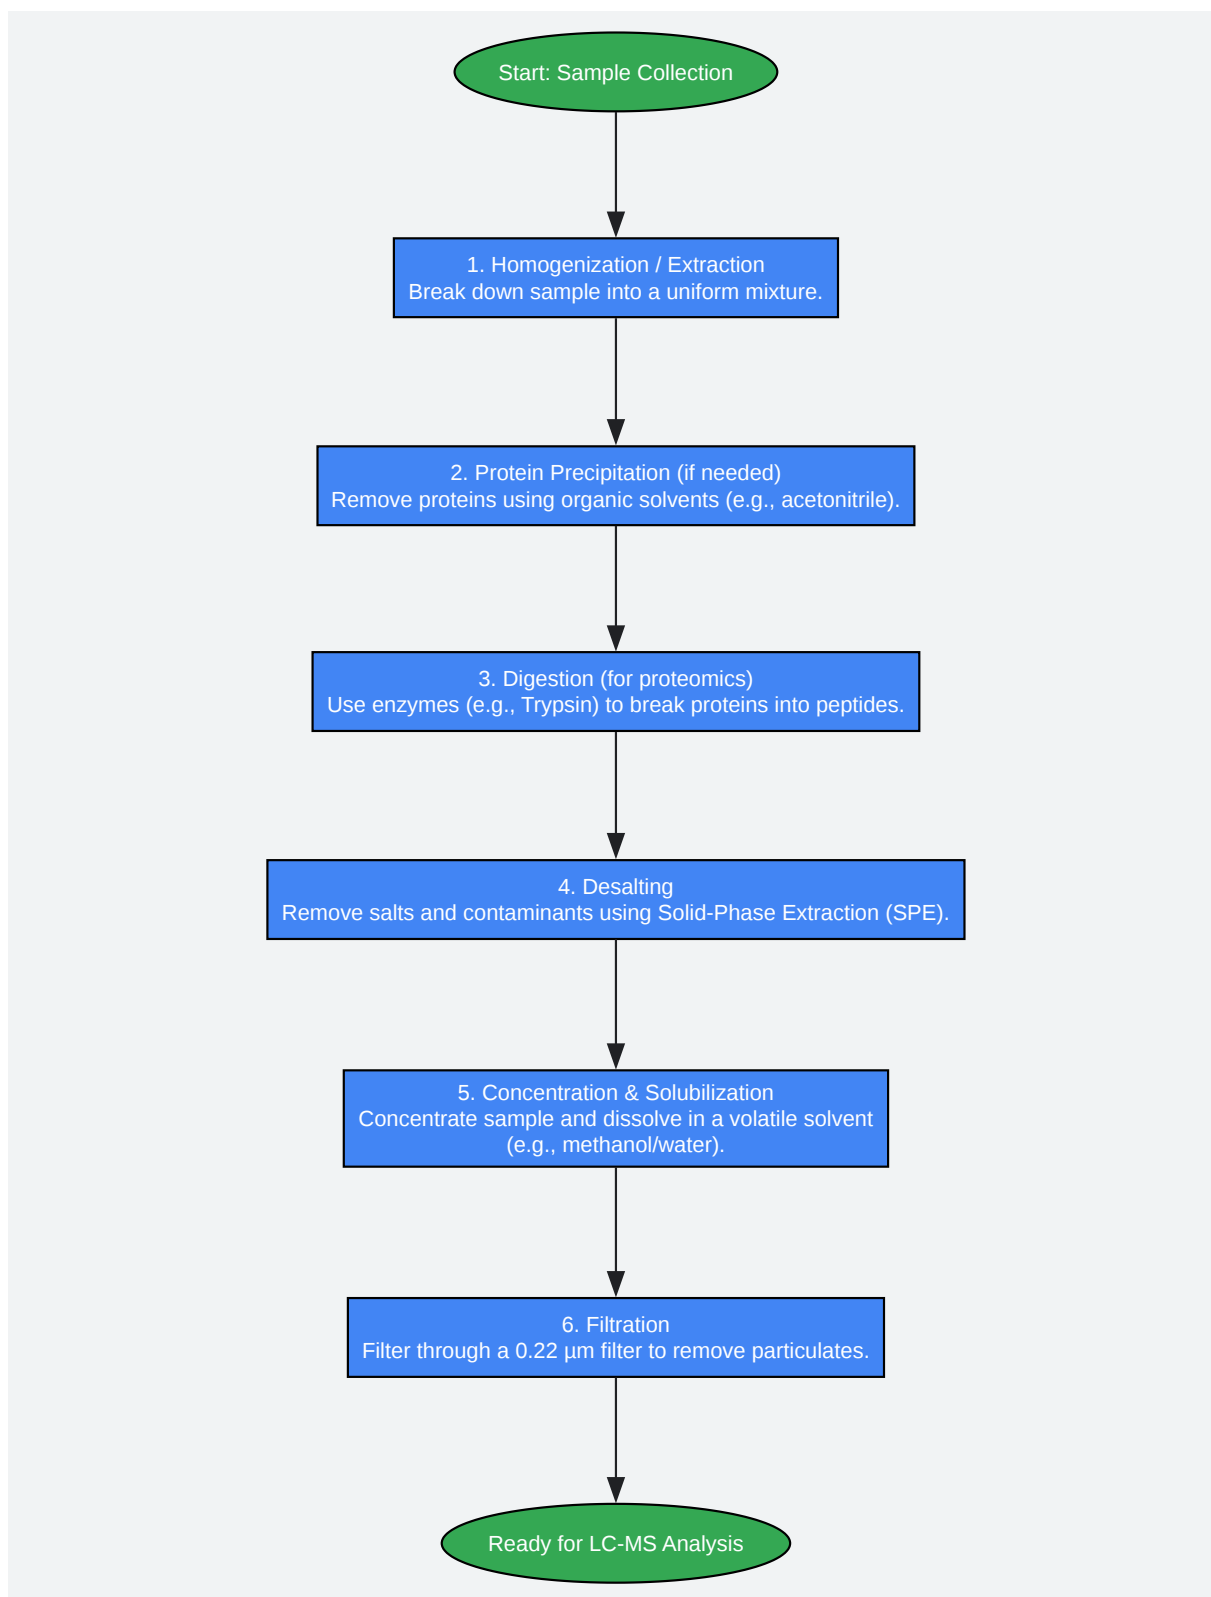 Start: Sample Collection
1. Homogenization / Extraction
Break down sample into a uniform mixture.
2. Protein Precipitation (if needed)
Remove proteins using organic solvents (e.g., acetonitrile).
3. Digestion (for proteomics)
Use enzymes (e.g., Trypsin) to break proteins into peptides.
4. Desalting
Remove salts and contaminants using Solid-Phase Extraction (SPE).
5. Concentration & Solubilization
Concentrate sample and dissolve in a volatile solvent
(e.g., methanol/water).
6. Filtration
Filter through a 0.22 µm filter to remove particulates.
Ready for LC-MS Analysis